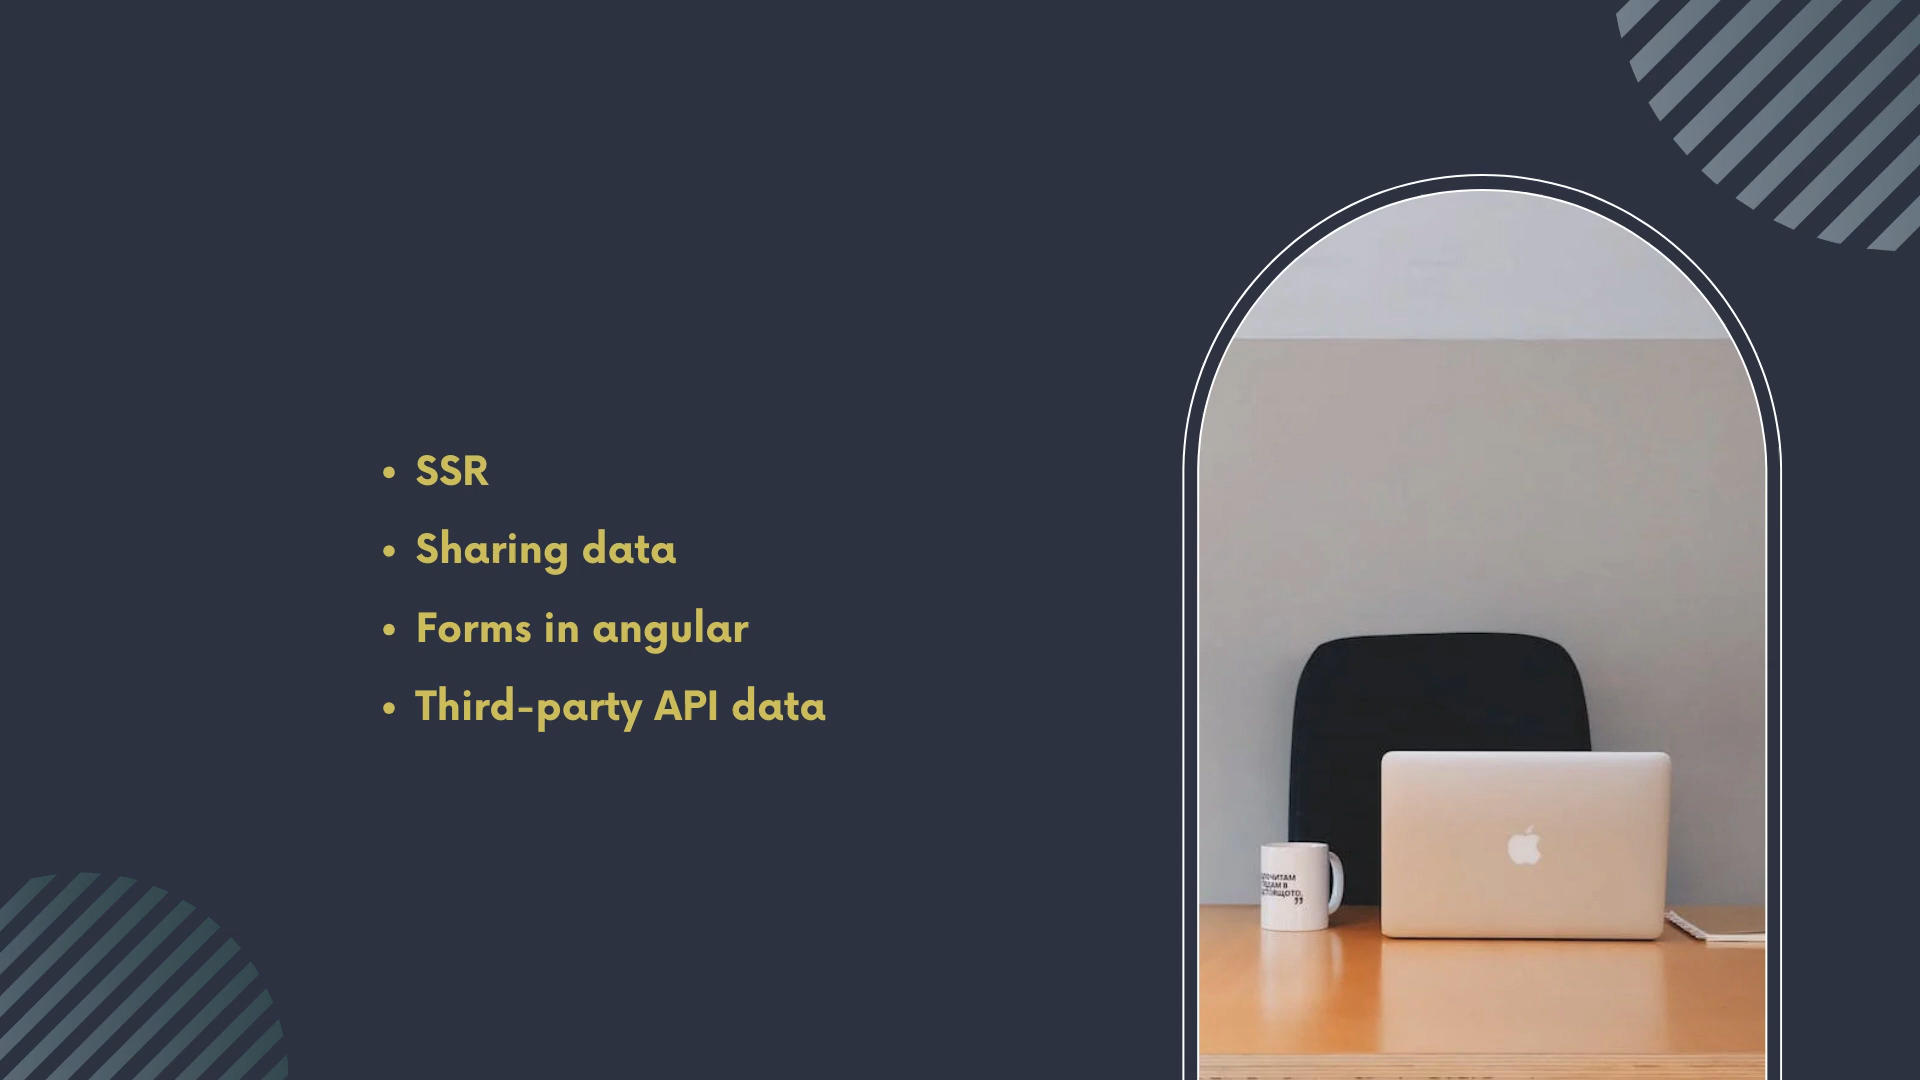 • SSR
• Sharing data
• Forms in angular
• Third-party API data